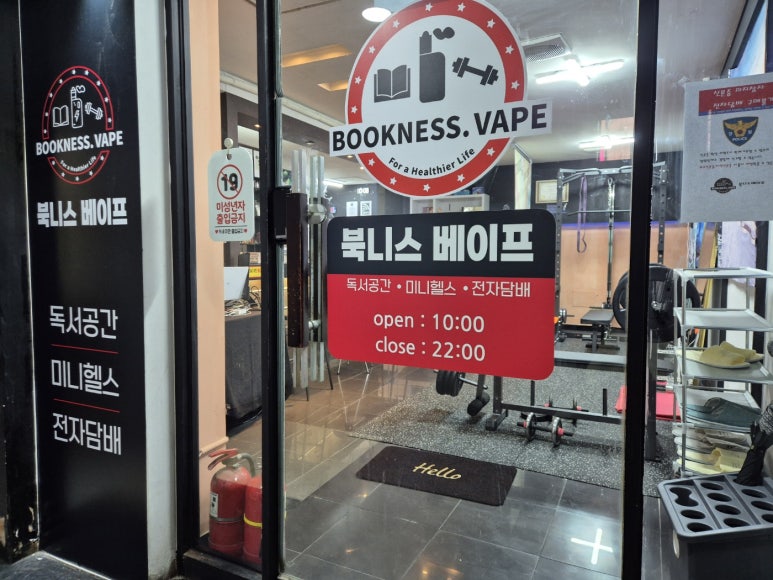 BOOKNESS.VAPE
For a Healthier Life
북니스 베이프
독서공간
미니헬스
전자담배
19
미성년자
출입금지
BOOKNESS.VAPE
For a Healthier Life
북니스 베이프
독서공간 • 미니헬스 • 전자담배
open : 10:00
close : 22:00
Hello